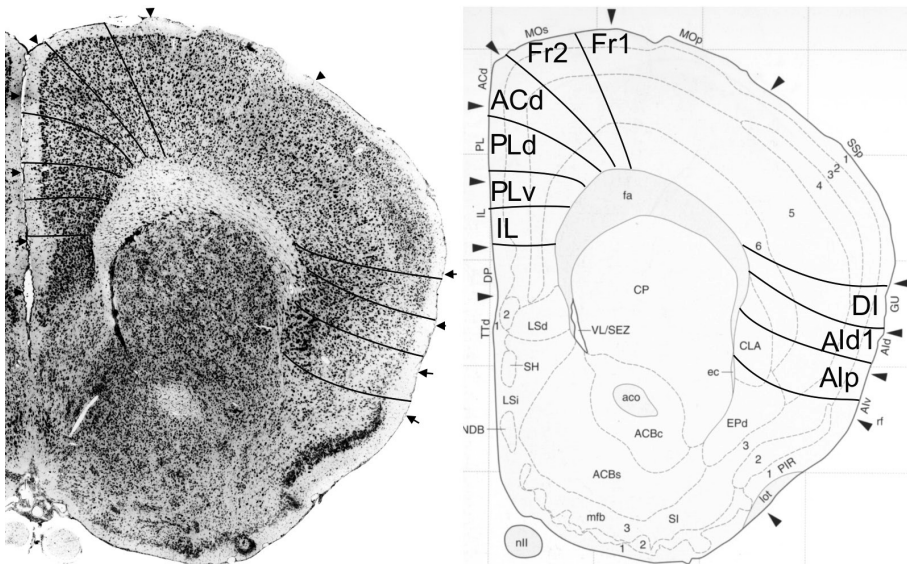 MOs
MOp
Fr2
Fr1
ACd
ACd
PL
PLd
PLv
IL
IL
DP
TTd
1
2
LSd
VL/SEZ
SH
LSi
NDB
fa
CP
SSp
1
2
3
4
5
6
DI
GU
AId1
AId
AIp
AIv
rf
CLA
ec
aco
ACBc
EPd
3
2
1
PIR
lot
ACBs
mfb
SI
3
1
2
nII